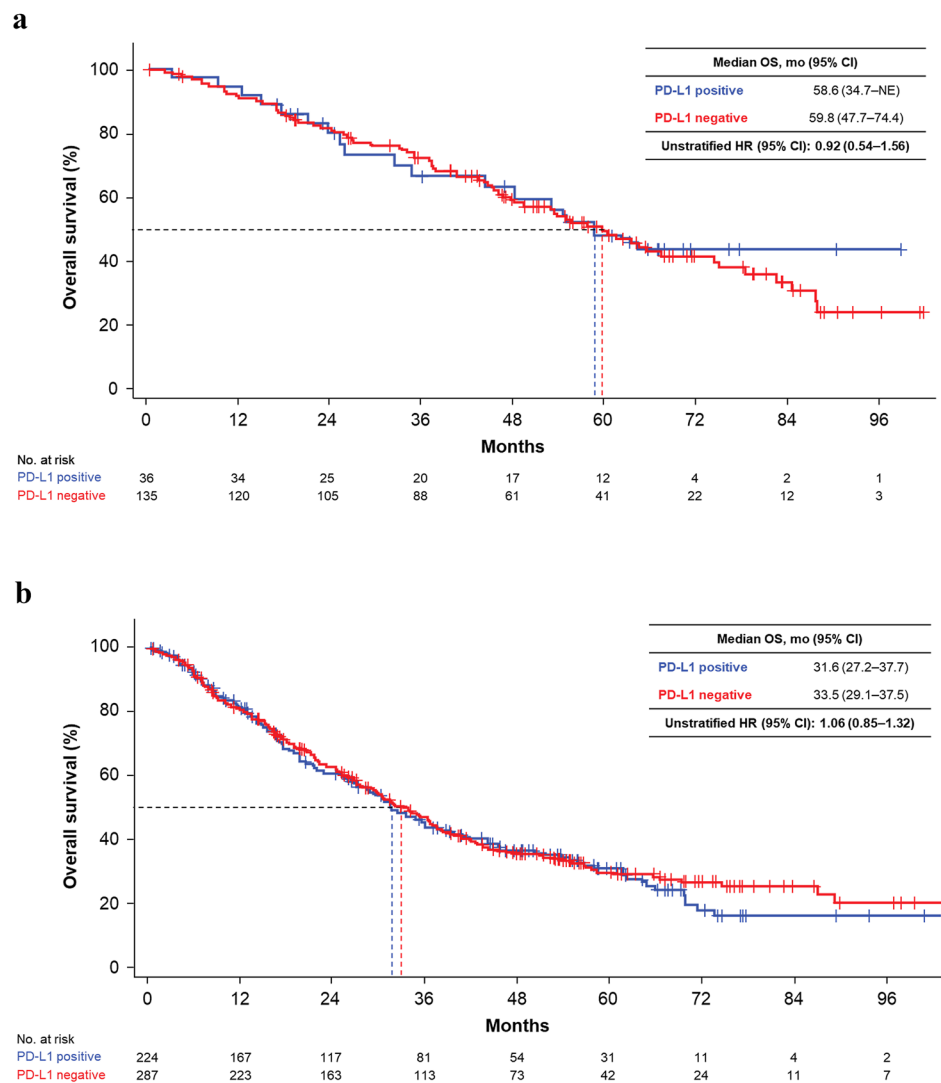 a
Median OS, mo (95% CI)
PD-L1 positive 58.6 (34.7–NE)
PD-L1 negative 59.8 (47.7–74.4)
Unstratified HR (95% CI): 0.92 (0.54–1.56)
Overall survival (%)
100
80
60
40
20
0
0 12 24 36 48 60 72 84 96
Months
No. at risk
PD-L1 positive 36 34 25 20 17 12 4 2 1
PD-L1 negative 135 120 105 88 61 41 22 12 3
b
Median OS, mo (95% CI)
PD-L1 positive 31.6 (27.2–37.7)
PD-L1 negative 33.5 (29.1–37.5)
Unstratified HR (95% CI): 1.06 (0.85–1.32)
Overall survival (%)
100
80
60
40
20
0
0 12 24 36 48 60 72 84 96
Months
No. at risk
PD-L1 positive 224 167 117 81 54 31 11 4 2
PD-L1 negative 287 223 163 113 73 42 24 11 7